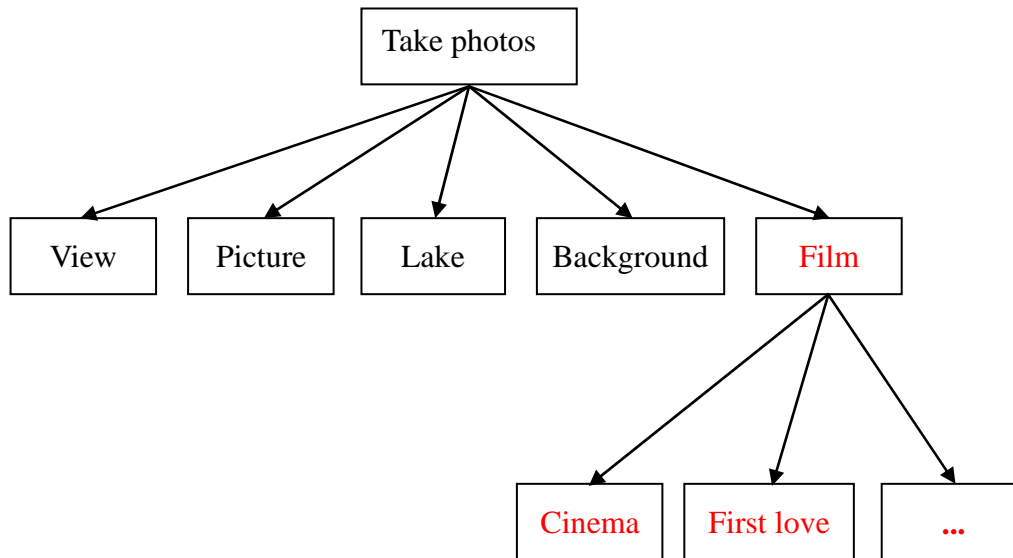 Take photos
View
Picture
Lake
Background
Film
Cinema
First love
...